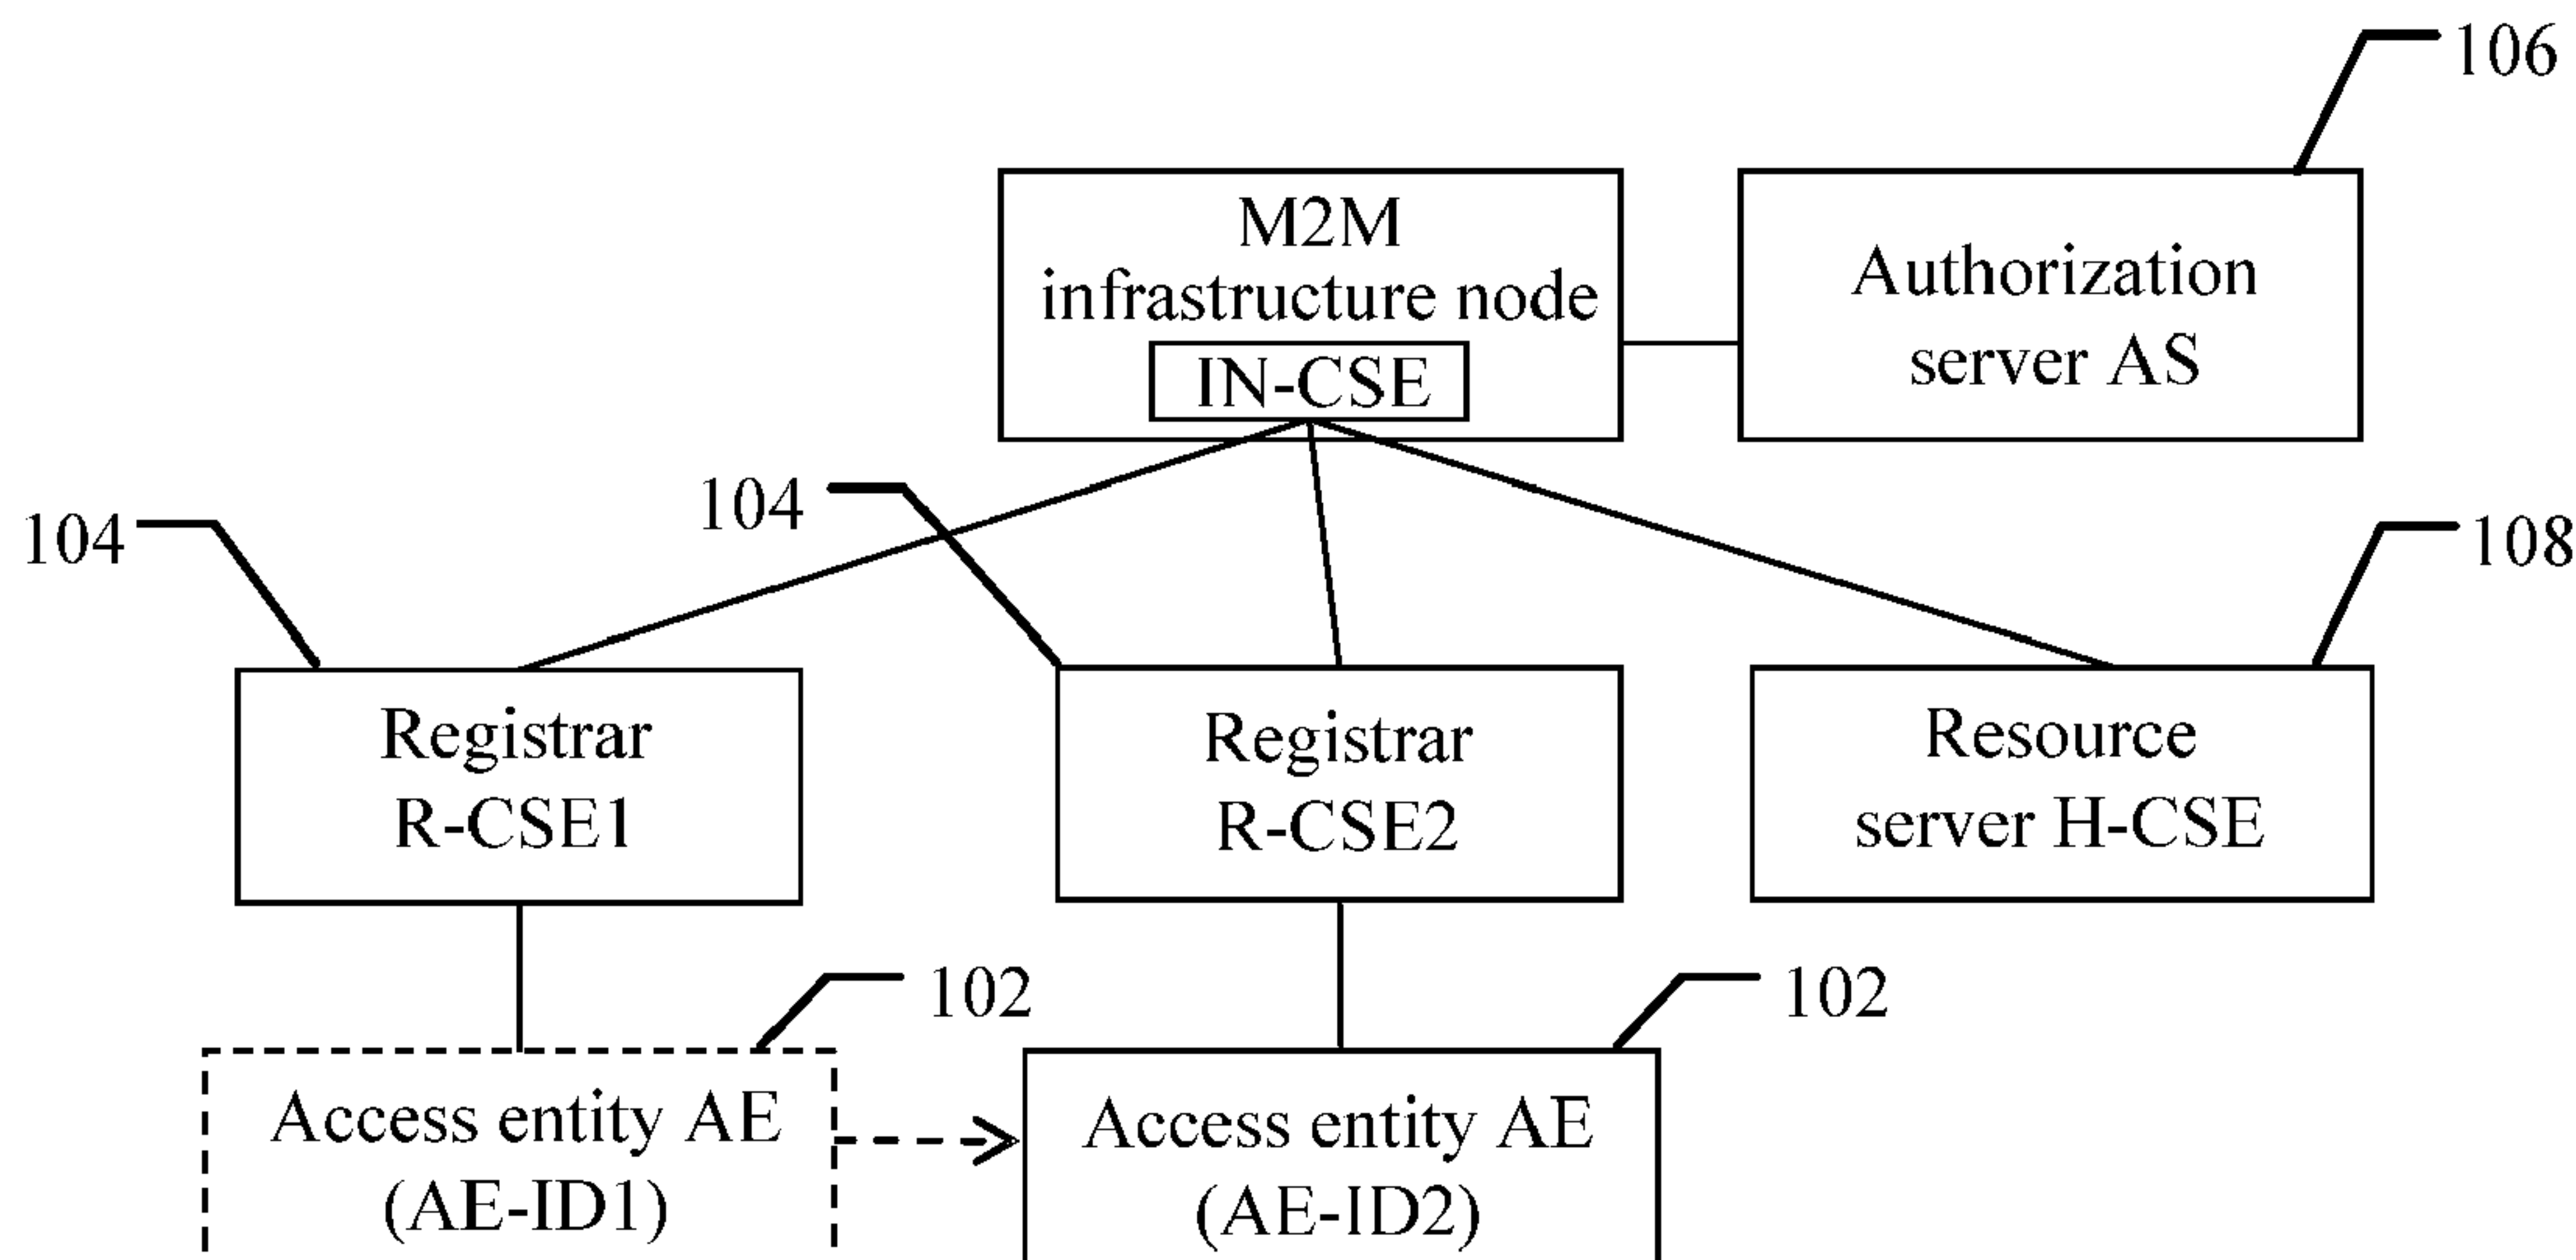 106
M2M
infrastructure node
IN-CSE
Authorization
server AS
104
104
108
Registrar
R-CSE1
Registrar
R-CSE2
Resource
server H-CSE
102
102
Access entity AE
(AE-ID1)
Access entity AE
(AE-ID2)